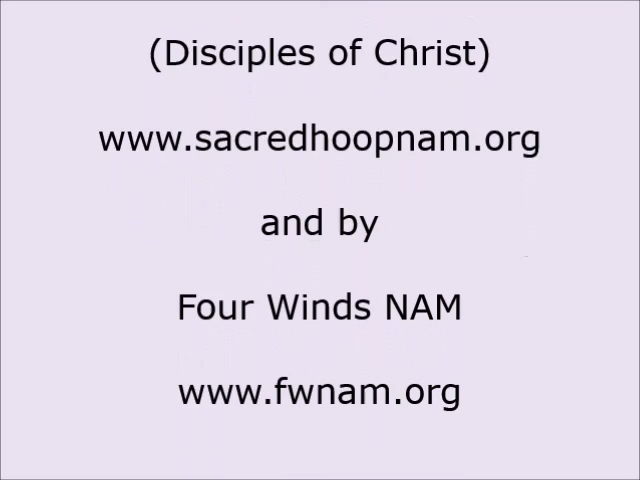 (Disciples of Christ)
www.sacredhoopnam.org
and by
Four Winds NAM
www.fwnam.org